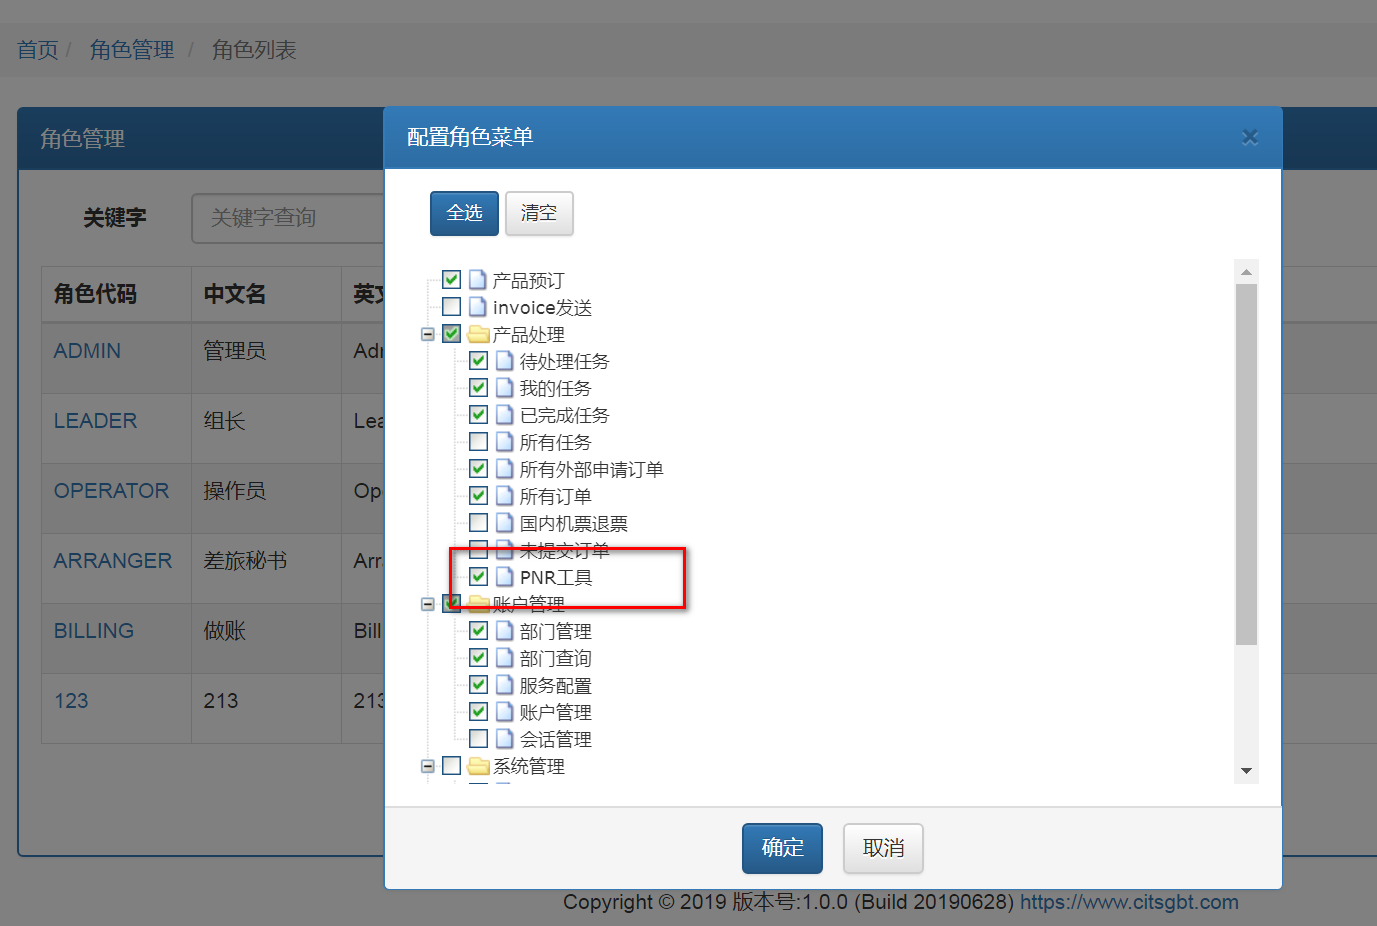 首页 / 角色管理 / 角色列表
角色管理
配置角色菜单
×
关键字
关键字查询
全选
清空
角色代码 中文名 英文
ADMIN 管理员 Adm
LEADER 组长 Lea
OPERATOR 操作员 Ope
ARRANGER 差旅秘书 Arr
BILLING 做账 Bill
123 213 213
产品预订
invoice发送
产品处理
待处理任务
我的任务
已完成任务
所有任务
所有外部申请订单
所有订单
国内机票退票
未提交订单
PNR工具
账户管理
部门管理
部门查询
服务配置
账户管理
会话管理
系统管理
确定
取消
Copyright © 2019 版本号:1.0.0 (Build 20190628) https://www.citsgbt.com